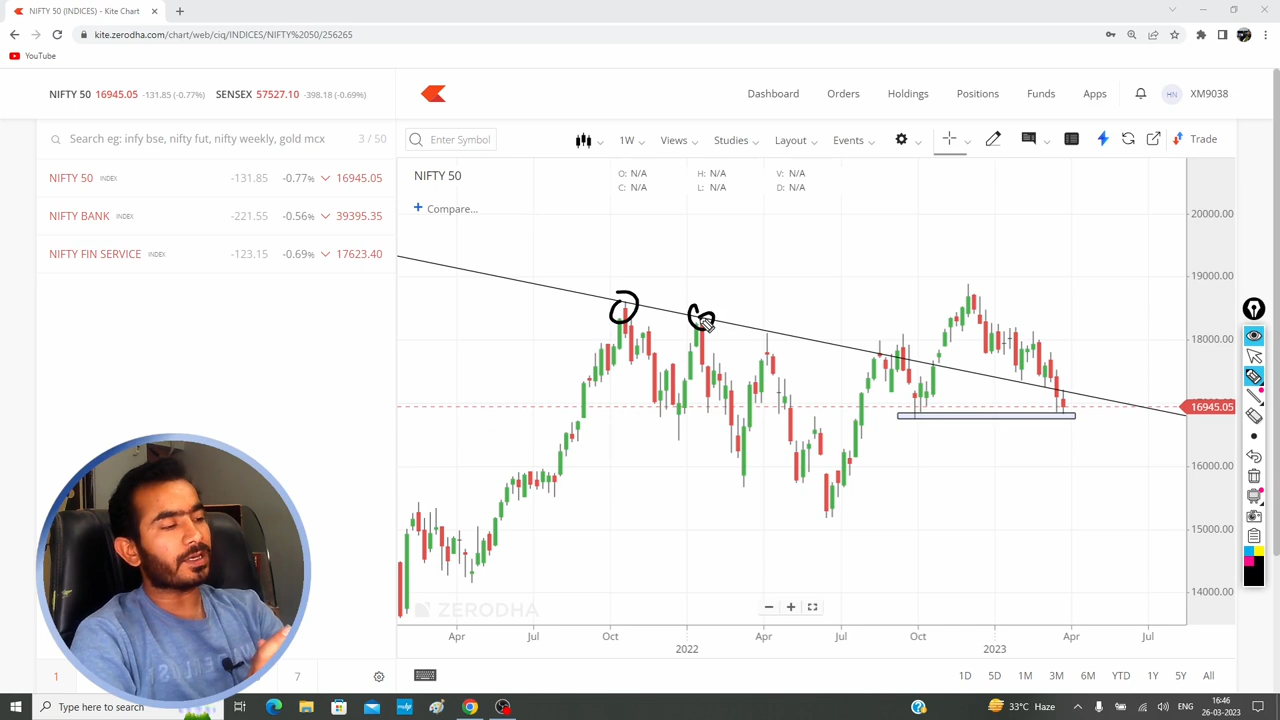 NIFTY 50 (INDICES) - Kite Chart
kite.zerodha.com/chart/web/ciq/INDICES/NIFTY%2050/256265
YouTube
NIFTY 50 16945.05 -131.85 (-0.77%) SENSEX 57527.10 -398.18 (-0.69%)
Dashboard Orders Holdings Positions Funds Apps HN XM9038
Search eg: infy bse, nifty fut, nifty weekly, gold mcx 3 / 50
Enter Symbol 1W Views Studies Layout Events Trade
NIFTY 50 INDEX -131.85 -0.77% 16945.05
NIFTY BANK INDEX -221.55 -0.56% 39395.35
NIFTY FIN SERVICE INDEX -123.15 -0.69% 17623.40
NIFTY 50
O: N/A H: N/A V: N/A
C: N/A L: N/A D: N/A
Compare...
20000.00
19000.00
18000.00
16945.05
16000.00
15000.00
14000.00
ZERODHA
Apr Jul Oct Apr Jul Oct Apr Jul
2022 2023
1 7
1D 5D 1M 3M 6M YTD 1Y 5Y All
Type here to search
33°C Haze
ENG
16:46
26-03-2023